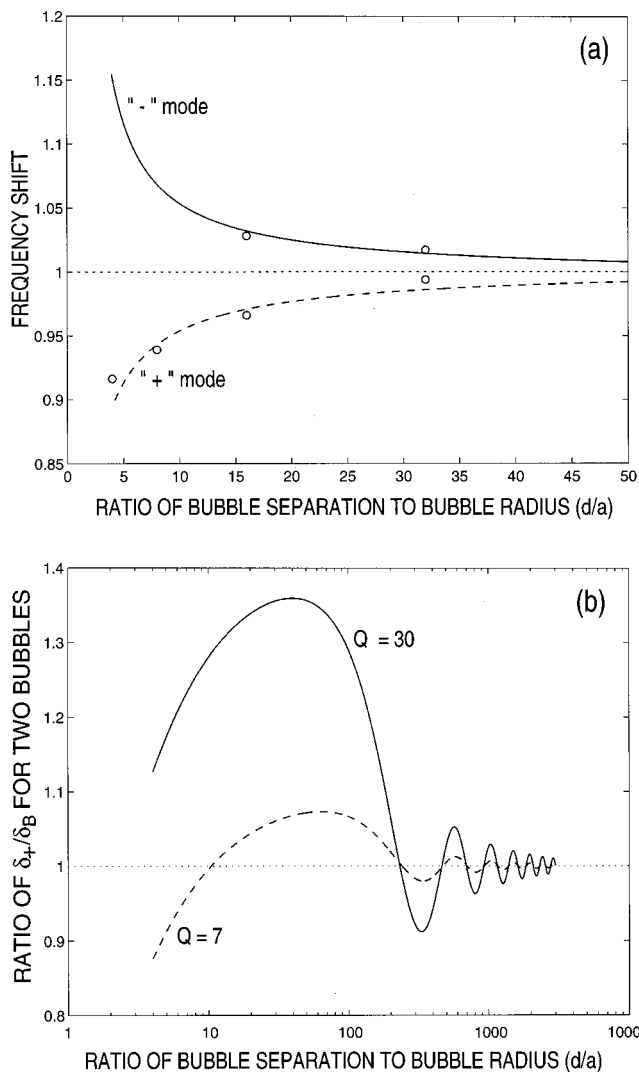 1.2
(a)
1.15
" - " mode
1.1
1.05
1
0.95
" + " mode
0.9
0.85
FREQUENCY SHIFT
0 5 10 15 20 25 30 35 40 45 50
RATIO OF BUBBLE SEPARATION TO BUBBLE RADIUS (d/a)
1.4
(b)
Q = 30
1.3
1.2
1.1
1
Q = 7
0.9
0.8
RATIO OF δ₊/δ_B FOR TWO BUBBLES
1 10 100 1000 10000
RATIO OF BUBBLE SEPARATION TO BUBBLE RADIUS (d/a)